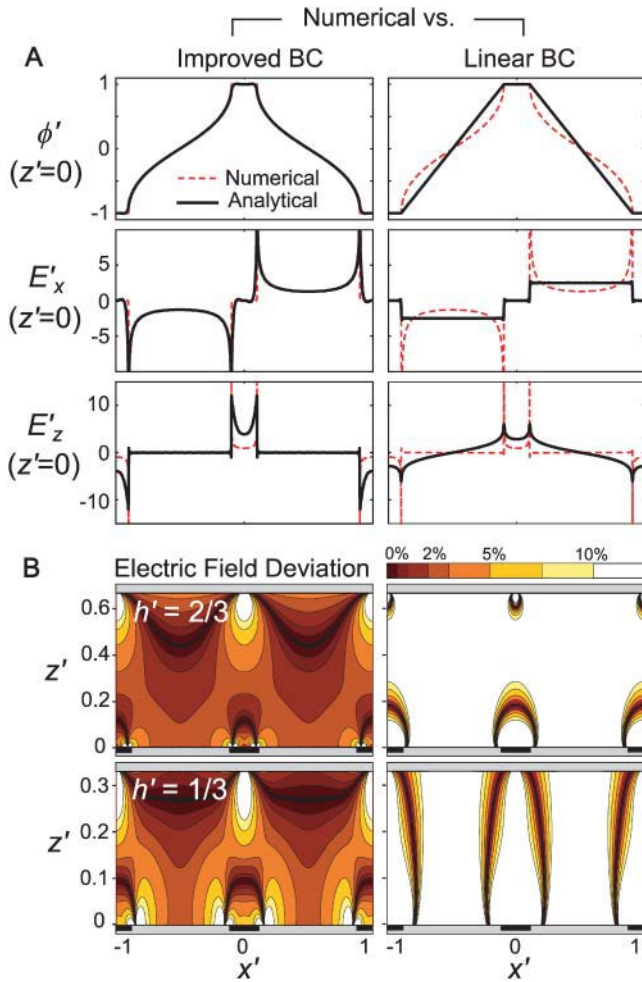 Numerical vs.
A Improved BC Linear BC
ϕ′
(z′=0)
1
0
-1
Numerical
Analytical
E′x
(z′=0)
5
0
-5
E′z
(z′=0)
10
0
-10
B Electric Field Deviation 0% 2% 5% 10%
z′
0.6
0.4
0.2
0
h′ = 2/3
z′
0.3
0.2
0.1
0
h′ = 1/3
-1 0 1 -1 0 1
x′ x′